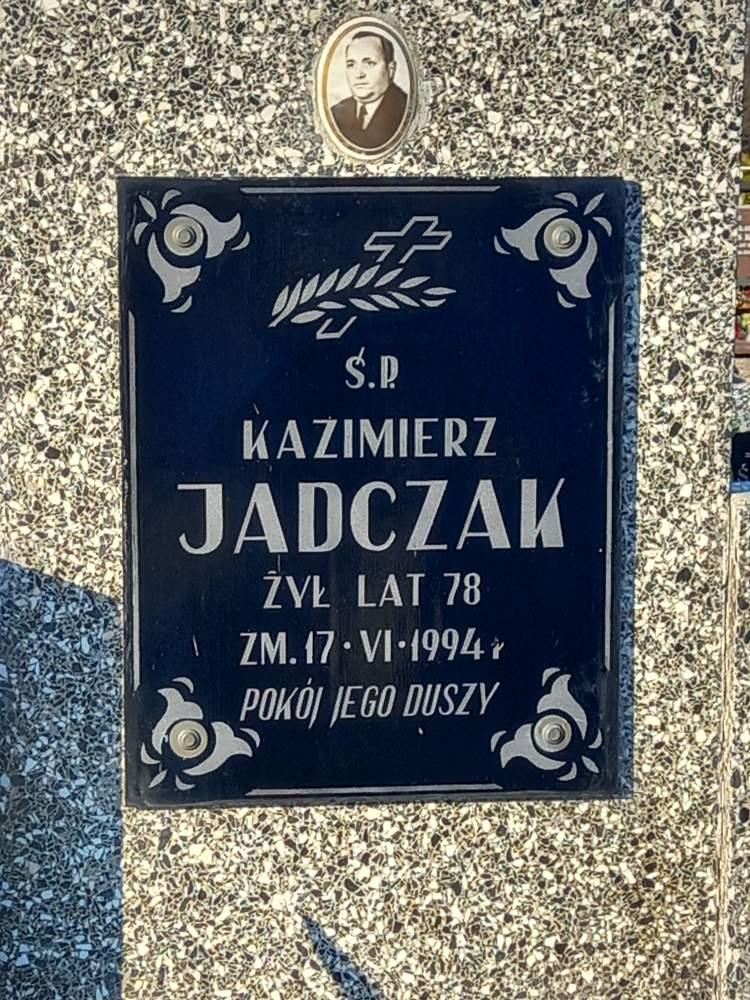 Ś.P.
KAZIMIERZ
JADCZAK
ŻYŁ LAT 78
ZM. 17·VI·1994 r
POKÓJ JEGO DUSZY